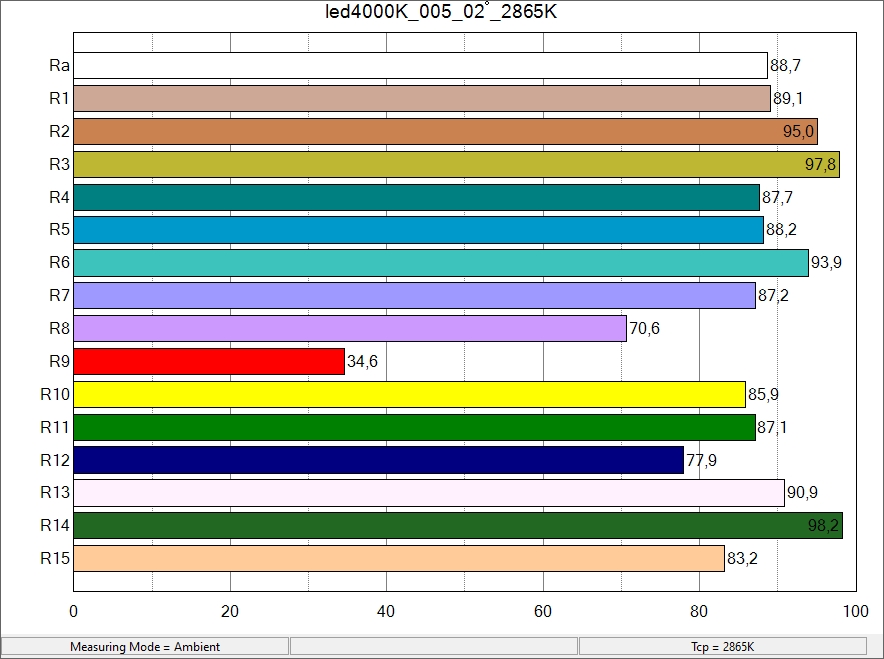 led4000K_005_02°_2865K
Ra 88,7
R1 89,1
R2 95,0
R3 97,8
R4 87,7
R5 88,2
R6 93,9
R7 87,2
R8 70,6
R9 34,6
R10 85,9
R11 87,1
R12 77,9
R13 90,9
R14 98,2
R15 83,2
0 20 40 60 80 100
Measuring Mode = Ambient Tcp = 2865K